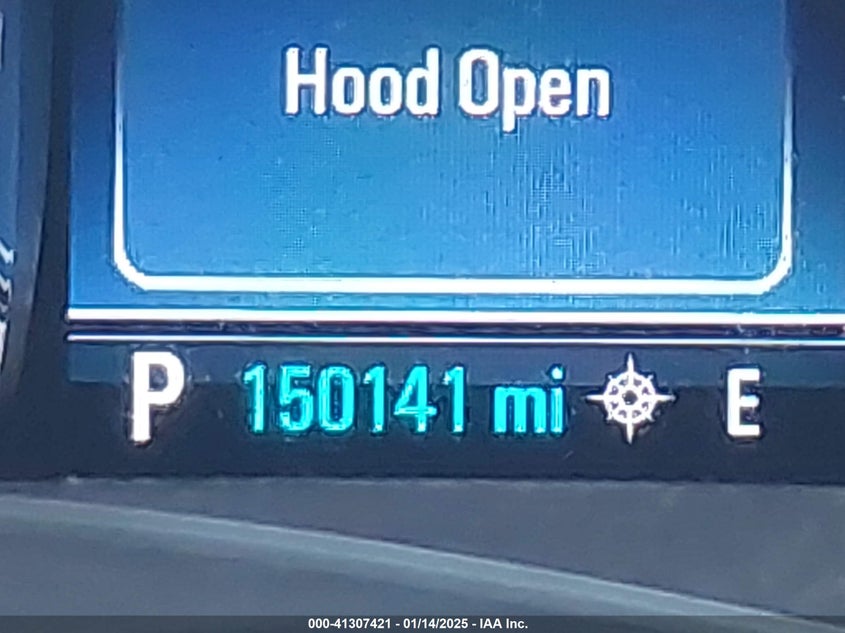 Hood Open
P 150141 mi E
000-41307421 - 01/14/2025 - IAA Inc.